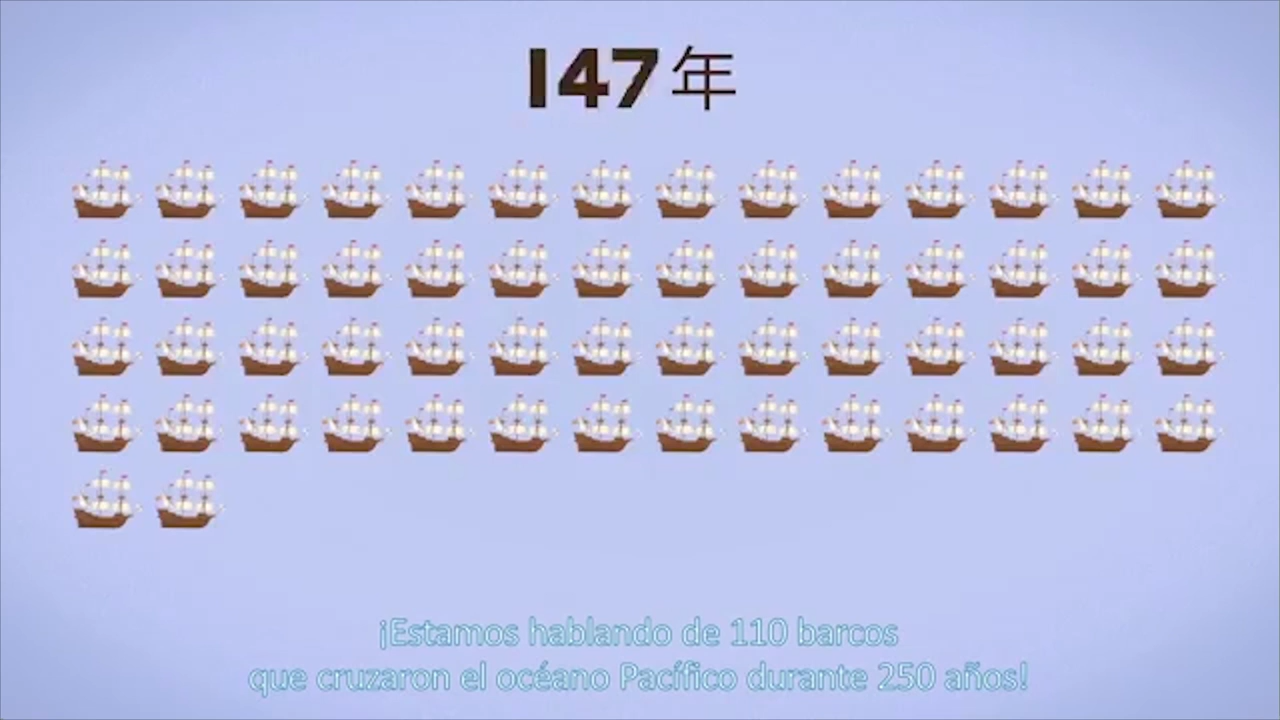 147年
¡Estamos hablando de 110 barcos
que cruzaron el océano Pacífico durante 250 años!